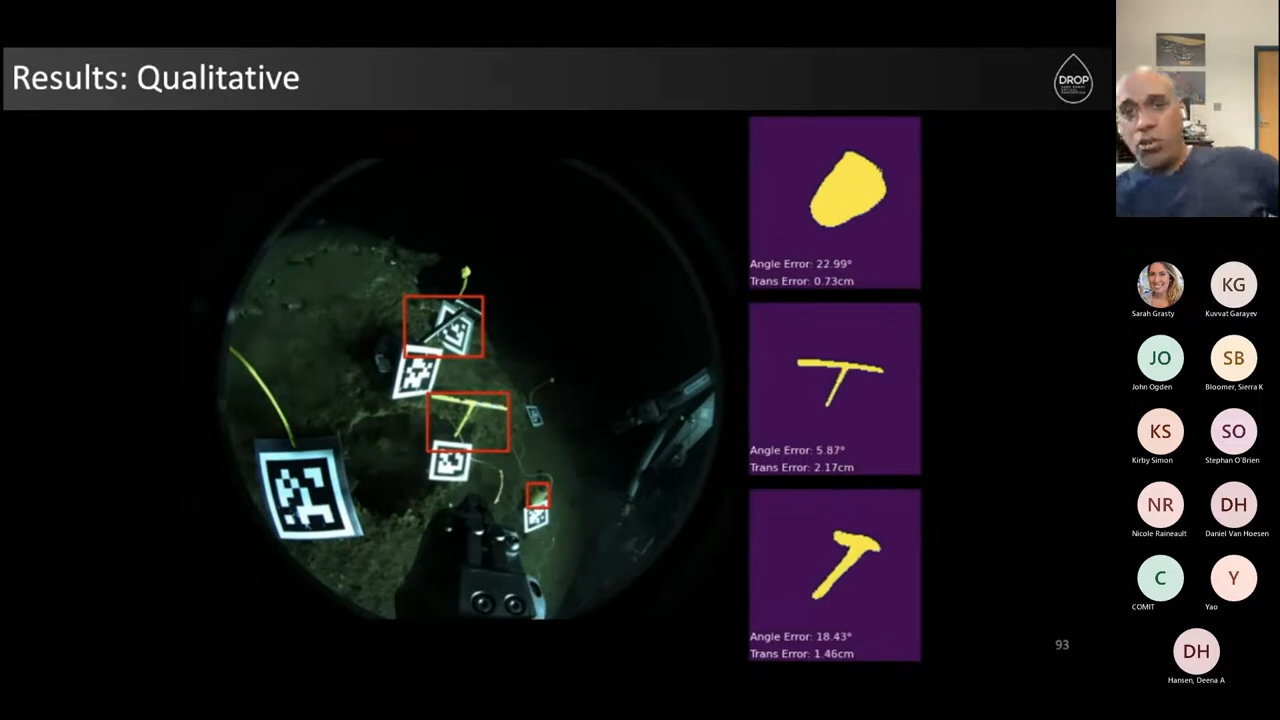 Results: Qualitative
DROP
Angle Error: 22.99°
Trans Error: 0.73cm
Angle Error: 5.87°
Trans Error: 2.17cm
Angle Error: 18.43°
Trans Error: 1.46cm
93
Sarah Grasty
KG
Kuvvat Garayev
JO
John Ogden
SB
Bloomer, Sierra K
KS
Kirby Simon
SO
Stephan O'Brien
NR
Nicole Raineault
DH
Daniel Van Hoesen
C
COMIT
Y
Yao
DH
Hansen, Deena A